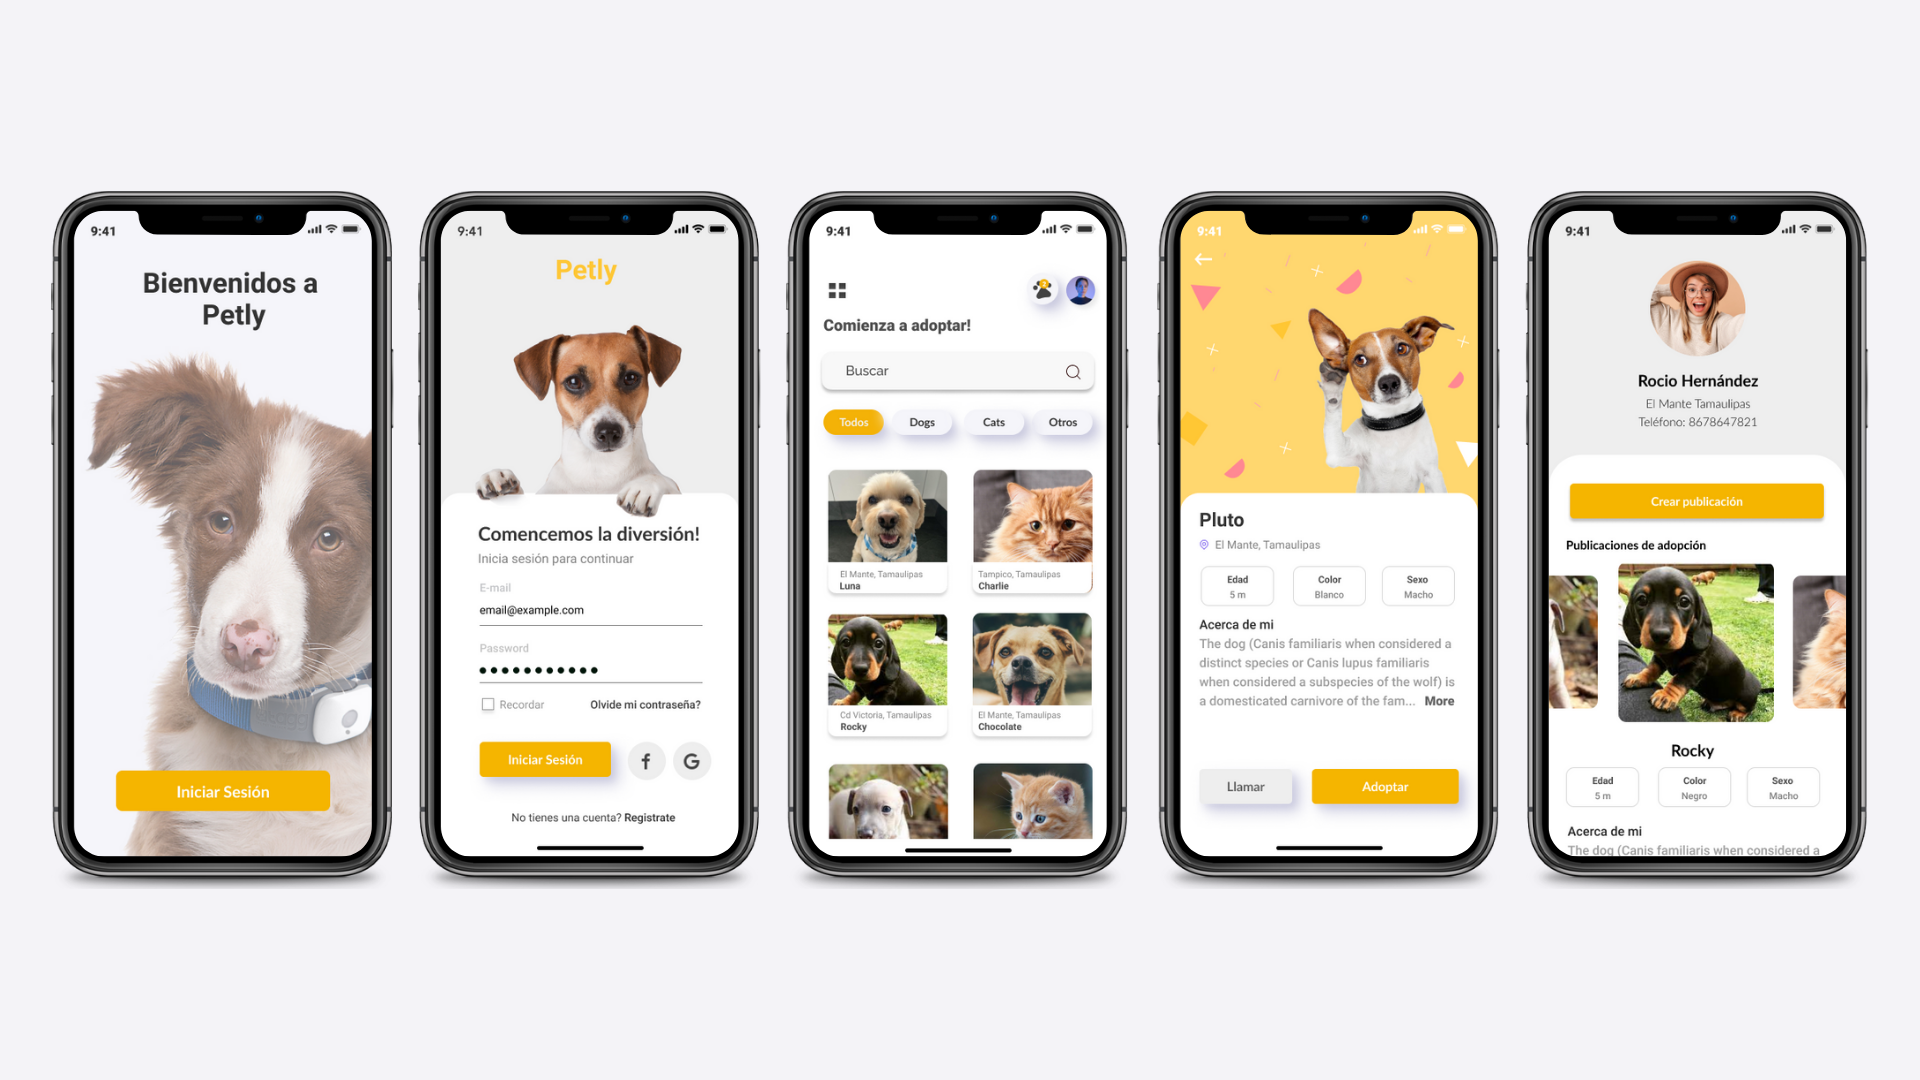 9:41
Bienvenidos a
Petly
Iniciar Sesión
9:41
Petly
Comencemos la diversión!
Inicia sesión para continuar
E-mail
email@example.com
Password
Recordar
Olvide mi contraseña?
Iniciar Sesión
f
G
No tienes una cuenta? Registrate
9:41
Comienza a adoptar!
Buscar
Todos
Dogs
Cats
Otros
El Mante, Tamaulipas
Luna
Tampico, Tamaulipas
Charlie
Cd Victoria, Tamaulipas
Rocky
El Mante, Tamaulipas
Chocolate
9:41
Pluto
El Mante, Tamaulipas
Edad
5 m
Color
Blanco
Sexo
Macho
Acerca de mi
The dog (Canis familiaris when considered a
distinct species or Canis lupus familiaris
when considered a subspecies of the wolf) is
a domesticated carnivore of the fam... More
Llamar
Adoptar
9:41
Rocio Hernández
El Mante Tamaulipas
Teléfono: 8678647821
Crear publicación
Publicaciones de adopción
Rocky
Edad
5 m
Color
Negro
Sexo
Macho
Acerca de mi
The dog (Canis familiaris when considered a